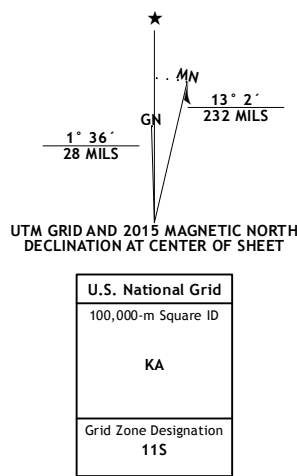 ★
MN
GN
13° 2´
232 MILS
1° 36´
28 MILS
UTM GRID AND 2015 MAGNETIC NORTH
DECLINATION AT CENTER OF SHEET
U.S. National Grid
100,000-m Square ID
KA
Grid Zone Designation
11S